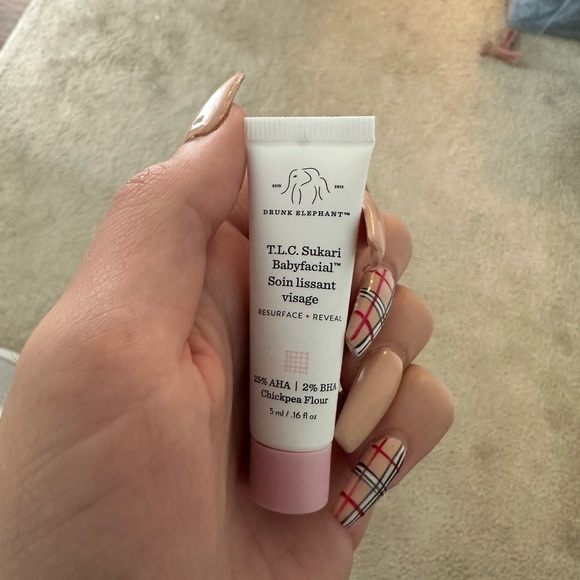 ESTD 2012
DRUNK ELEPHANT™
T.L.C. Sukari
Babyfacial™
Soin lissant
visage
RESURFACE + REVEAL
25% AHA | 2% BHA
Chickpea Flour
5 ml / .16 fl oz